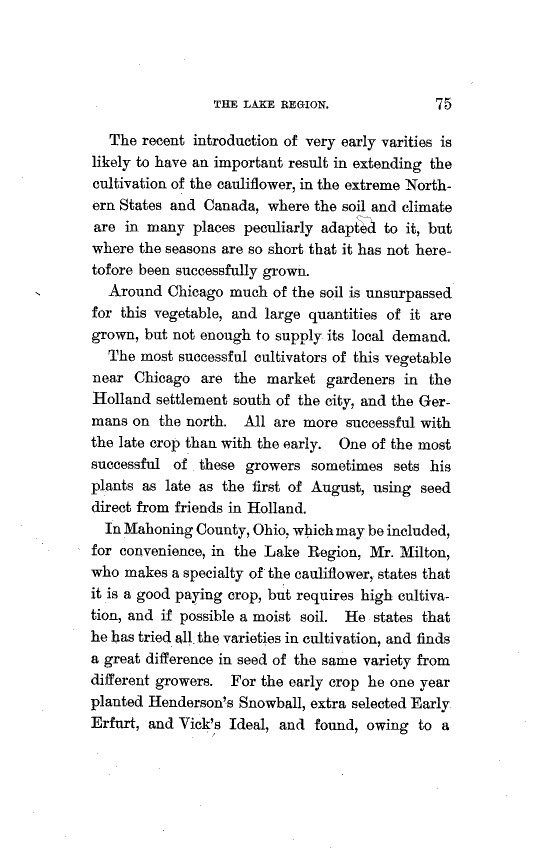 THE LAKE REGION. 75
The recent introduction of very early varities is
likely to have an important result in extending the
cultivation of the cauliflower, in the extreme North-
ern States and Canada, where the soil and climate
are in many places peculiarly adapted to it, but
where the seasons are so short that it has not here-
tofore been successfully grown.
Around Chicago much of the soil is unsurpassed
for this vegetable, and large quantities of it are
grown, but not enough to supply its local demand.
The most successful cultivators of this vegetable
near Chicago are the market gardeners in the
Holland settlement south of the city, and the Ger-
mans on the north. All are more successful with
the late crop than with the early. One of the most
successful of these growers sometimes sets his
plants as late as the first of August, using seed
direct from friends in Holland.
In Mahoning County, Ohio, which may be included,
for convenience, in the Lake Region, Mr. Milton,
who makes a specialty of the cauliflower, states that
it is a good paying crop, but requires high cultiva-
tion, and if possible a moist soil. He states that
he has tried all the varieties in cultivation, and finds
a great difference in seed of the same variety from
different growers. For the early crop he one year
planted Henderson's Snowball, extra selected Early
Erfurt, and Vick's Ideal, and found, owing to a